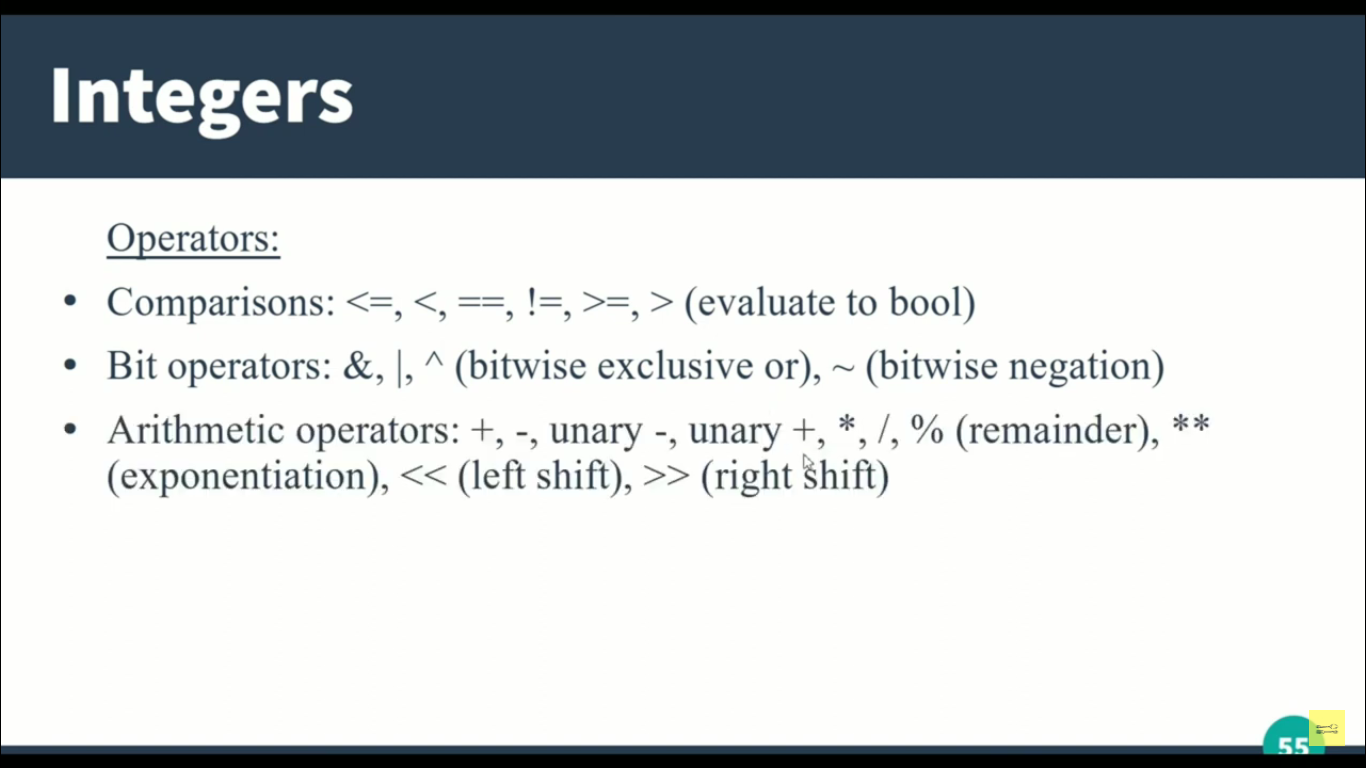 Integers
Operators:
• Comparisons: <=, <, ==, !=, >=, > (evaluate to bool)
• Bit operators: &, |, ^ (bitwise exclusive or), ~ (bitwise negation)
• Arithmetic operators: +, -, unary -, unary +, *, /, % (remainder), **
(exponentiation), << (left shift), >> (right shift)
55